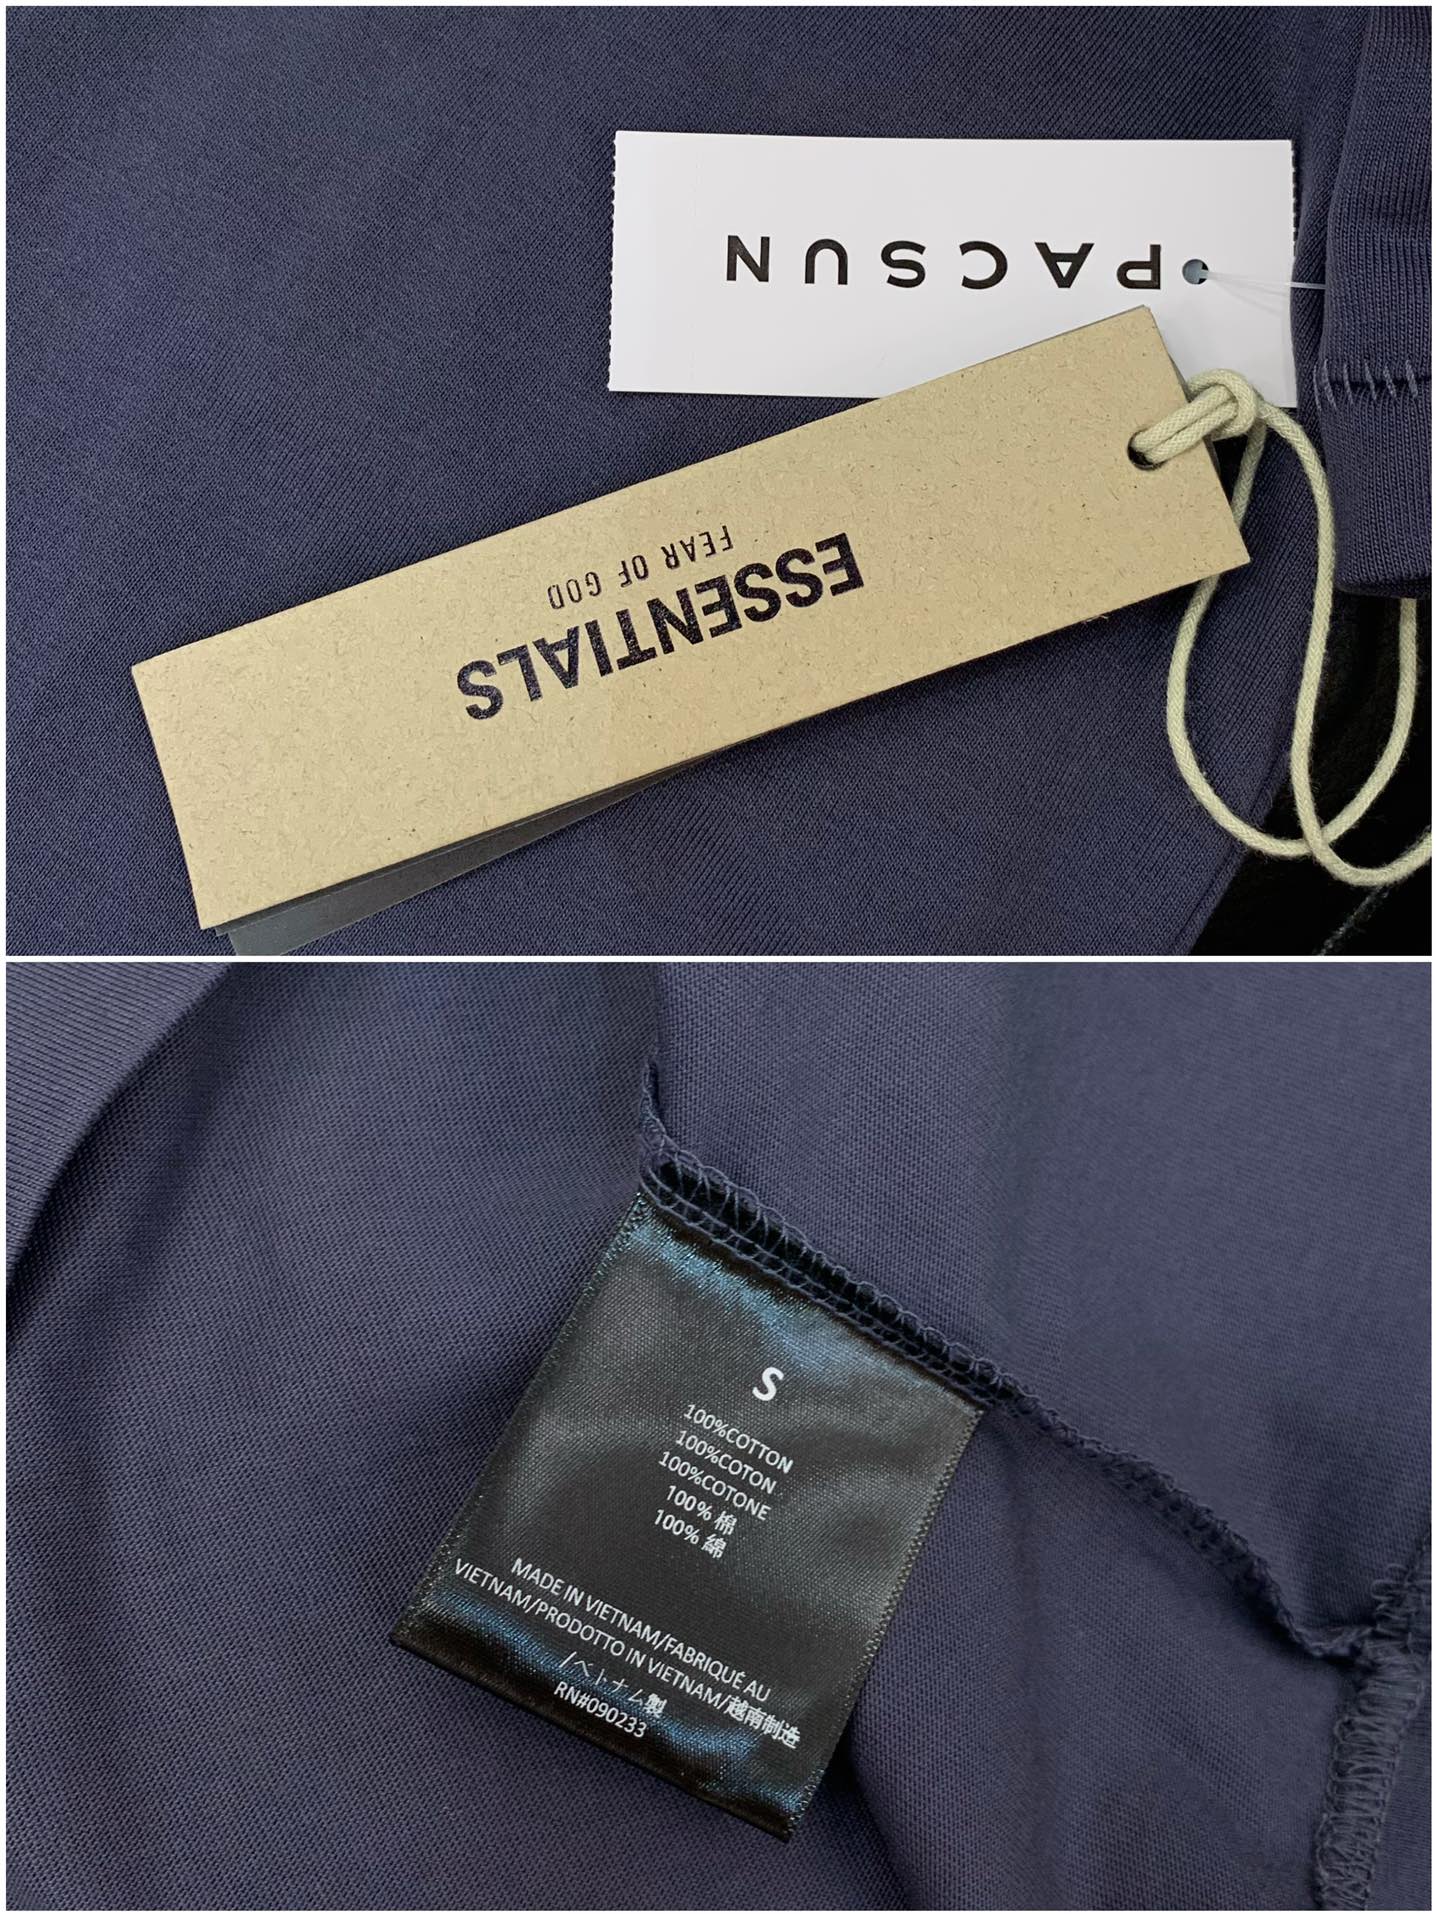 PACSUN
ESSENTIALS
FEAR OF GOD
S
100%COTTON
100%COTON
100%COTONE
100% 棉
100% 綿
MADE IN VIETNAM/FABRIQUÉ AU
VIETNAM/PRODOTTO IN VIETNAM/越南制造
/ベトナム製
RN#090233